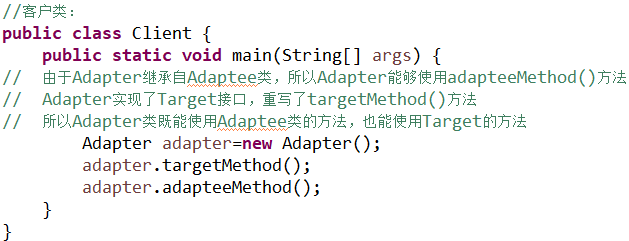 //客户类:
public class Client {
    public static void main(String[] args) {
//  由于Adapter继承自Adaptee类，所以Adapter能够使用adapteeMethod()方法
//  Adapter实现了Target接口，重写了targetMethod()方法
//  所以Adapter类既能使用Adaptee类的方法，也能使用Target的方法
        Adapter adapter=new Adapter();
        adapter.targetMethod();
        adapter.adapteeMethod();
    }
}